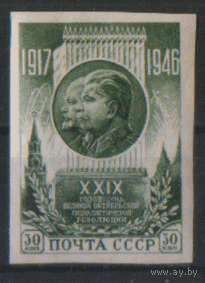 1917 1946
XXIX
ГОДОВЩИНА
ВЕЛИКОЙ ОКТЯБРЬСКОЙ
СОЦИАЛИСТИЧЕСКОЙ
РЕВОЛЮЦИИ
30 ПОЧТА СССР 30
КОП КОП
www.ay.by